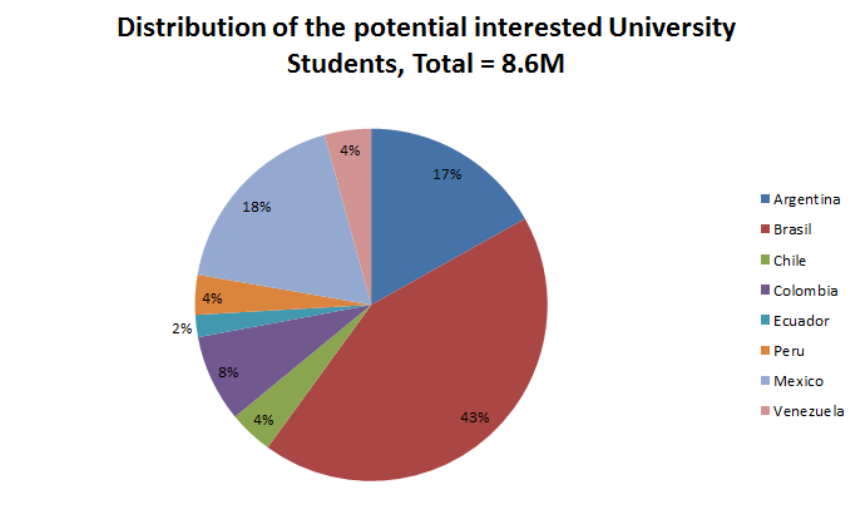 Distribution of the potential interested University
Students, Total = 8.6M
4%
17%
18%
4%
2%
8%
4%
43%
Argentina
Brasil
Chile
Colombia
Ecuador
Peru
Mexico
Venezuela